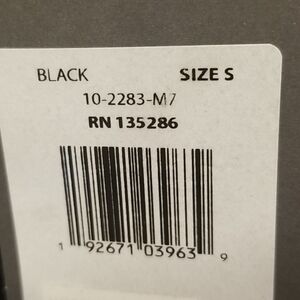 BLACK SIZE S
10-2283-M7
RN 135286
1 92671 03963 9